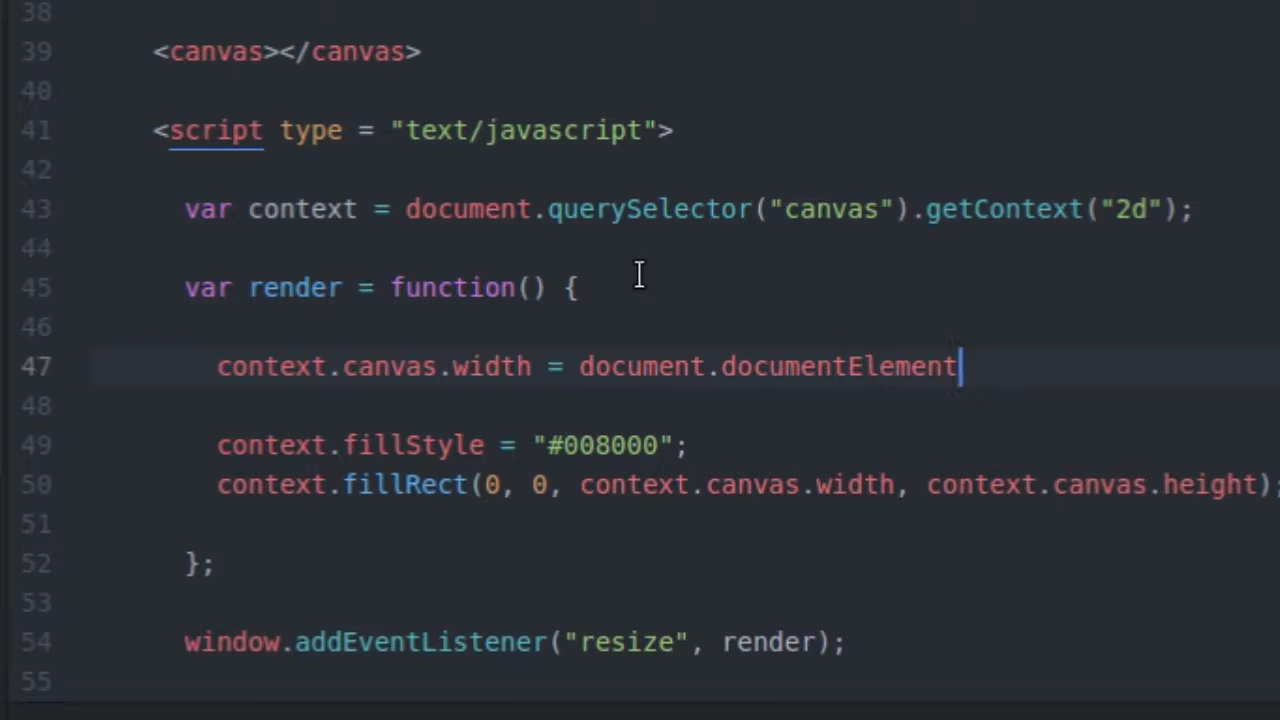 38
39 <canvas></canvas>
40
41 <script type = "text/javascript">
42
43 var context = document.querySelector("canvas").getContext("2d");
44
45 var render = function() {
46
47 context.canvas.width = document.documentElement
48
49 context.fillStyle = "#008000";
50 context.fillRect(0, 0, context.canvas.width, context.canvas.height);
51
52 };
53
54 window.addEventListener("resize", render);
55